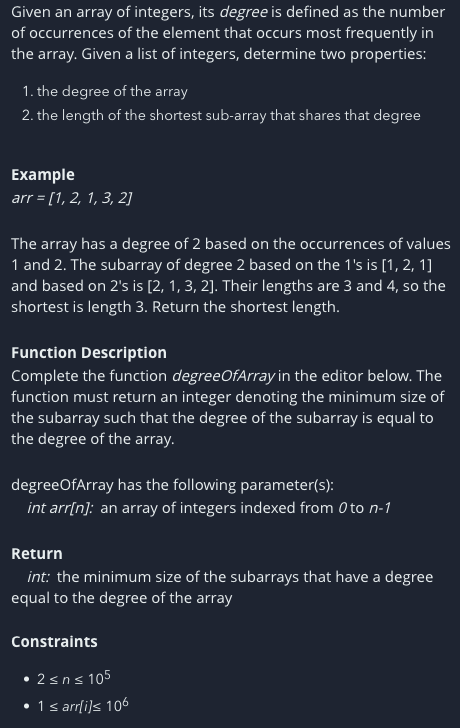 Given an array of integers, its degree is defined as the number
of occurrences of the element that occurs most frequently in
the array. Given a list of integers, determine two properties:
1. the degree of the array
2. the length of the shortest sub-array that shares that degree
Example
arr = [1, 2, 1, 3, 2]
The array has a degree of 2 based on the occurrences of values
1 and 2. The subarray of degree 2 based on the 1's is [1, 2, 1]
and based on 2's is [2, 1, 3, 2]. Their lengths are 3 and 4, so the
shortest is length 3. Return the shortest length.
Function Description
Complete the function degreeOfArray in the editor below. The
function must return an integer denoting the minimum size of
the subarray such that the degree of the subarray is equal to
the degree of the array.
degreeOfArray has the following parameter(s):
int arr[n]: an array of integers indexed from 0 to n-1
Return
int: the minimum size of the subarrays that have a degree
equal to the degree of the array
Constraints
• 2 ≤ n ≤ 10⁵
• 1 ≤ arr[i]≤ 10⁶